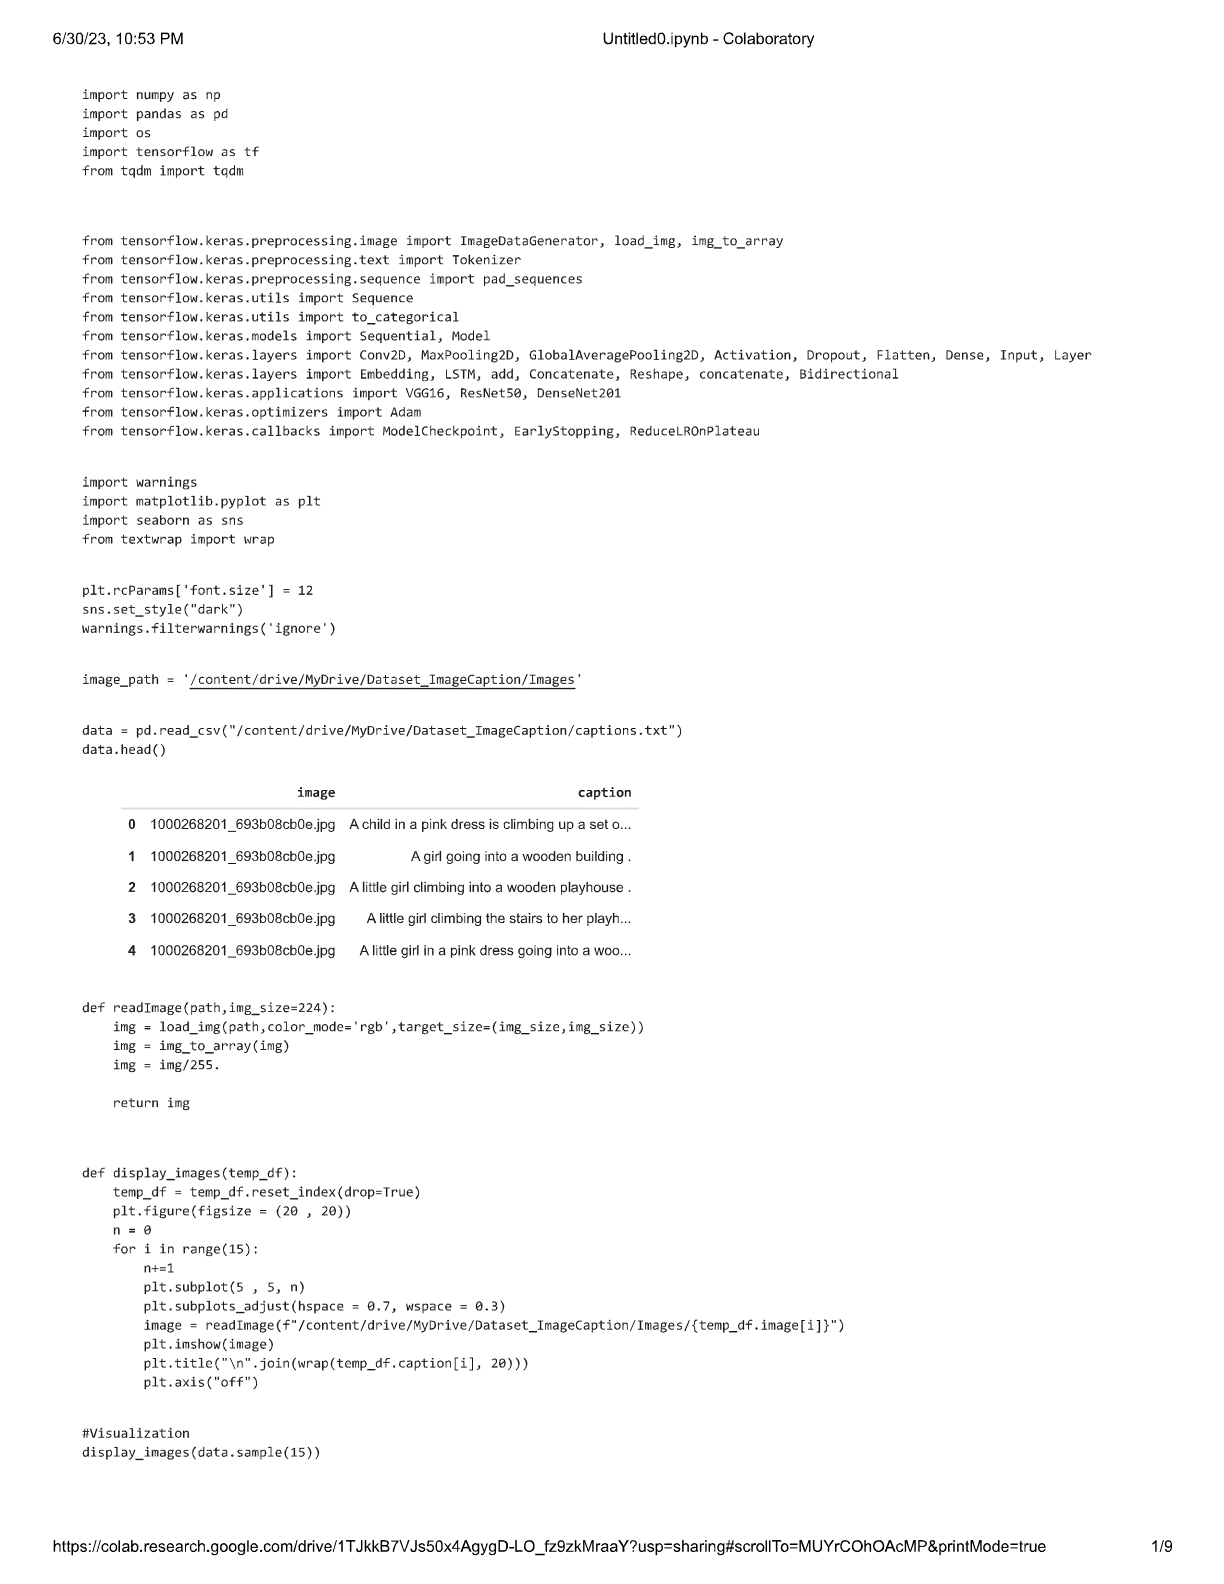 6/30/23, 10:53 PM Untitled0.ipynb - Colaboratory
import numpy as np
import pandas as pd
import os
import tensorflow as tf
from tqdm import tqdm
from tensorflow.keras.preprocessing.image import ImageDataGenerator, load_img, img_to_array
from tensorflow.keras.preprocessing.text import Tokenizer
from tensorflow.keras.preprocessing.sequence import pad_sequences
from tensorflow.keras.utils import Sequence
from tensorflow.keras.utils import to_categorical
from tensorflow.keras.models import Sequential, Model
from tensorflow.keras.layers import Conv2D, MaxPooling2D, GlobalAveragePooling2D, Activation, Dropout, Flatten, Dense, Input, Layer
from tensorflow.keras.layers import Embedding, LSTM, add, Concatenate, Reshape, concatenate, Bidirectional
from tensorflow.keras.applications import VGG16, ResNet50, DenseNet201
from tensorflow.keras.optimizers import Adam
from tensorflow.keras.callbacks import ModelCheckpoint, EarlyStopping, ReduceLROnPlateau
import warnings
import matplotlib.pyplot as plt
import seaborn as sns
from textwrap import wrap
plt.rcParams['font.size'] = 12
sns.set_style("dark")
warnings.filterwarnings('ignore')
image_path = '/content/drive/MyDrive/Dataset_ImageCaption/Images'
data = pd.read_csv("/content/drive/MyDrive/Dataset_ImageCaption/captions.txt")
data.head()
image caption
0 1000268201_693b08cb0e.jpg A child in a pink dress is climbing up a set o...
1 1000268201_693b08cb0e.jpg A girl going into a wooden building .
2 1000268201_693b08cb0e.jpg A little girl climbing into a wooden playhouse .
3 1000268201_693b08cb0e.jpg A little girl climbing the stairs to her playh...
4 1000268201_693b08cb0e.jpg A little girl in a pink dress going into a woo...
def readImage(path,img_size=224):
    img = load_img(path,color_mode='rgb',target_size=(img_size,img_size))
    img = img_to_array(img)
    img = img/255.
    return img
def display_images(temp_df):
    temp_df = temp_df.reset_index(drop=True)
    plt.figure(figsize = (20 , 20))
    n = 0
    for i in range(15):
        n+=1
        plt.subplot(5 , 5, n)
        plt.subplots_adjust(hspace = 0.7, wspace = 0.3)
        image = readImage(f"/content/drive/MyDrive/Dataset_ImageCaption/Images/{temp_df.image[i]}")
        plt.imshow(image)
        plt.title("\n".join(wrap(temp_df.caption[i], 20)))
        plt.axis("off")
#Visualization
display_images(data.sample(15))
https://colab.research.google.com/drive/1TJkkB7VJs50x4AgygD-LO_fz9zkMraaY?usp=sharing#scrollTo=MUYrCOhOAcMP&printMode=true 1/9